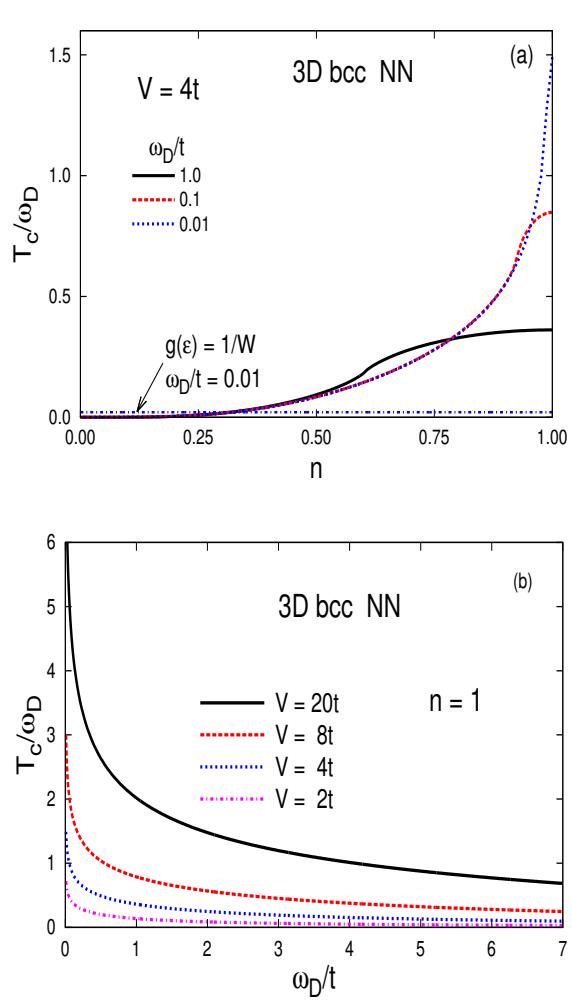 (a)
3D bcc NN
V = 4t
ω_D/t
1.0
0.1
0.01
g(ε) = 1/W
ω_D/t = 0.01
T_c/ω_D
1.5
1.0
0.5
0.0
0.00 0.25 0.50 0.75 1.00
n
(b)
3D bcc NN
V = 20t
n = 1
V = 8t
V = 4t
V = 2t
T_c/ω_D
6
5
4
3
2
1
0
0 1 2 3 4 5 6 7
ω_D/t